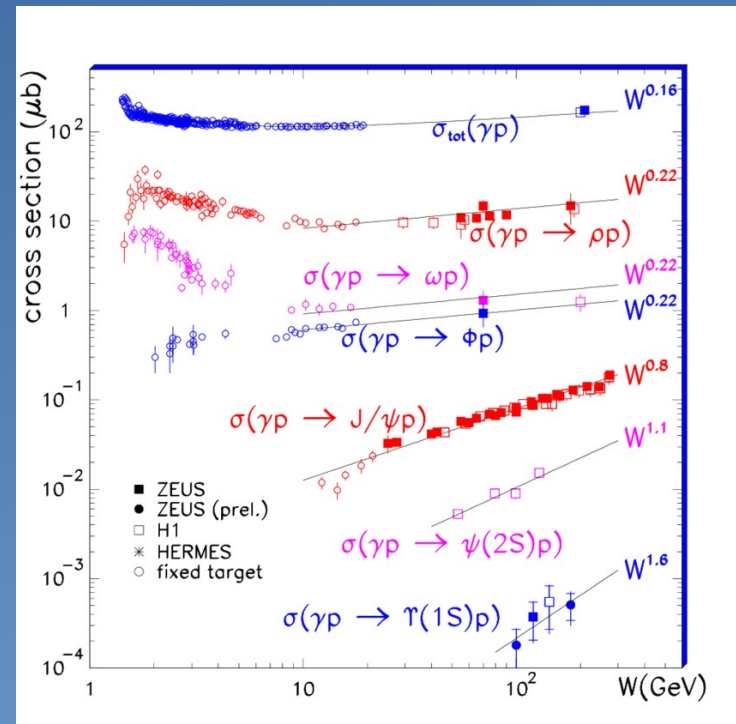 cross section (μb)
10²
10
1
10⁻¹
10⁻²
10⁻³
10⁻⁴
σtot(γp)
W⁰·¹⁶
σ(γp → ρp)
W⁰·²²
σ(γp → ωp)
W⁰·²²
σ(γp → Φp)
W⁰·²²
σ(γp → J/ψp)
W⁰·⁸
σ(γp → ψ(2S)p)
W¹·¹
σ(γp → ϒ(1S)p)
W¹·⁶
■ ZEUS
● ZEUS (prel.)
□ H1
✳ HERMES
○ fixed target
1
10
10²
W(GeV)